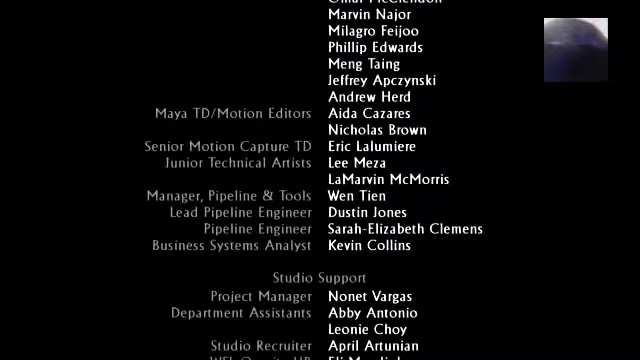 Marvin Najor
Milagro Feijoo
Phillip Edwards
Meng Taing
Jeffrey Apczynski
Andrew Herd
Maya TD/Motion Editors Aida Cazares
Nicholas Brown
Senior Motion Capture TD Eric Lalumiere
Junior Technical Artists Lee Meza
LaMarvin McMorris
Manager, Pipeline & Tools Wen Tien
Lead Pipeline Engineer Dustin Jones
Pipeline Engineer Sarah-Elizabeth Clemens
Business Systems Analyst Kevin Collins
Studio Support
Project Manager Nonet Vargas
Department Assistants Abby Antonio
Leonie Choy
Studio Recruiter April Artunian